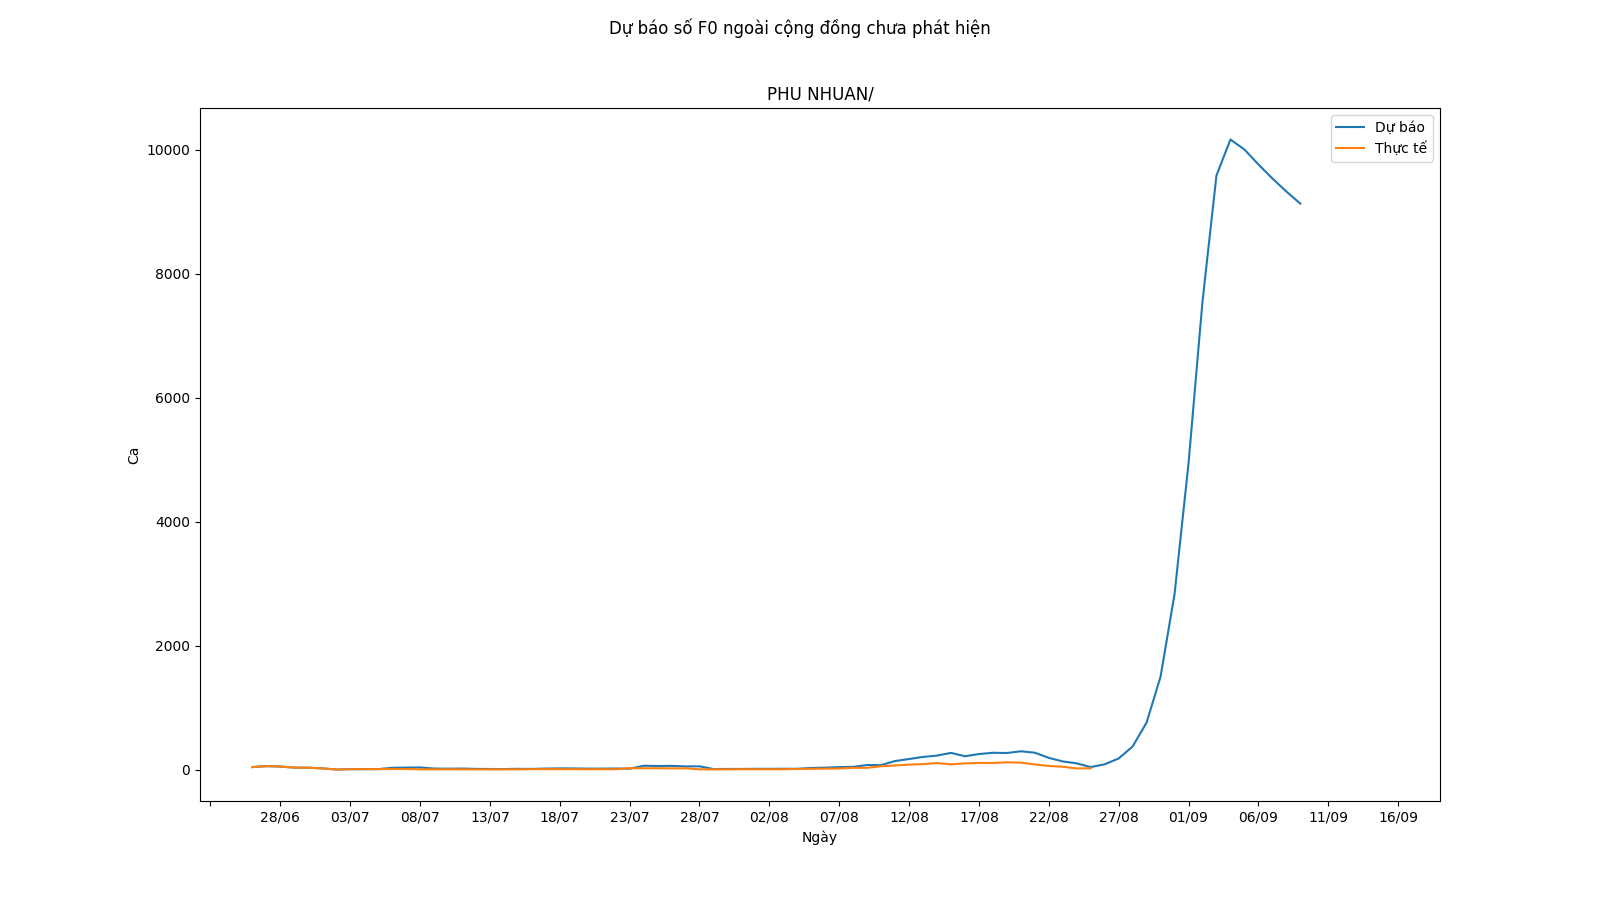 Dự báo số F0 ngoài cộng đồng chưa phát hiện
PHU NHUAN/
Dự báo
Thực tế
10000
8000
6000
4000
2000
0
Ca
28/06 03/07 08/07 13/07 18/07 23/07 28/07 02/08 07/08 12/08 17/08 22/08 27/08 01/09 06/09 11/09 16/09
Ngày